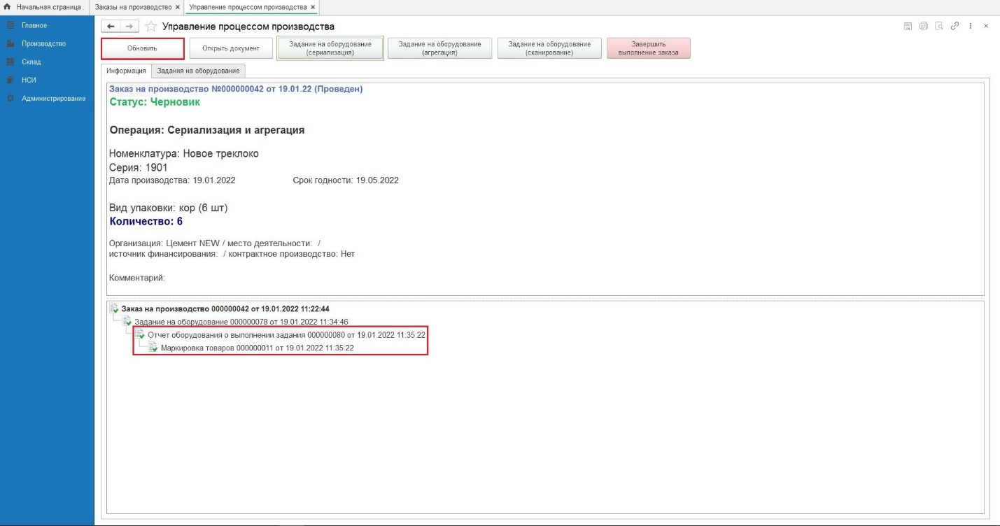 Начальная страница
Заказы на производство ×
Управление процессом производства ×
Главное
Производство
Склад
НСИ
Администрирование
Управление процессом производства
Обновить
Открыть документ
Задание на оборудование
(сериализация)
Задание на оборудование
(агрегация)
Задание на оборудование
(сканирование)
Завершить
выполнение заказа
Информация
Задания на оборудование
Заказ на производство №000000042 от 19.01.22 (Проведен)
Статус: Черновик
Операция: Сериализация и агрегация
Номенклатура: Новое треклоко
Серия: 1901
Дата производства: 19.01.2022 Срок годности: 19.05.2022
Вид упаковки: кор (6 шт)
Количество: 6
Организация: Цемент NEW / место деятельности: /
источник финансирования: / контрактное производство: Нет
Комментарий:
Заказ на производство 000000042 от 19.01.2022 11:22:44
Задание на оборудование 000000078 от 19.01.2022 11:34:46
Отчет оборудования о выполнении задания 000000080 от 19.01.2022 11:35:22
Маркировка товаров 000000011 от 19.01.2022 11:35:22